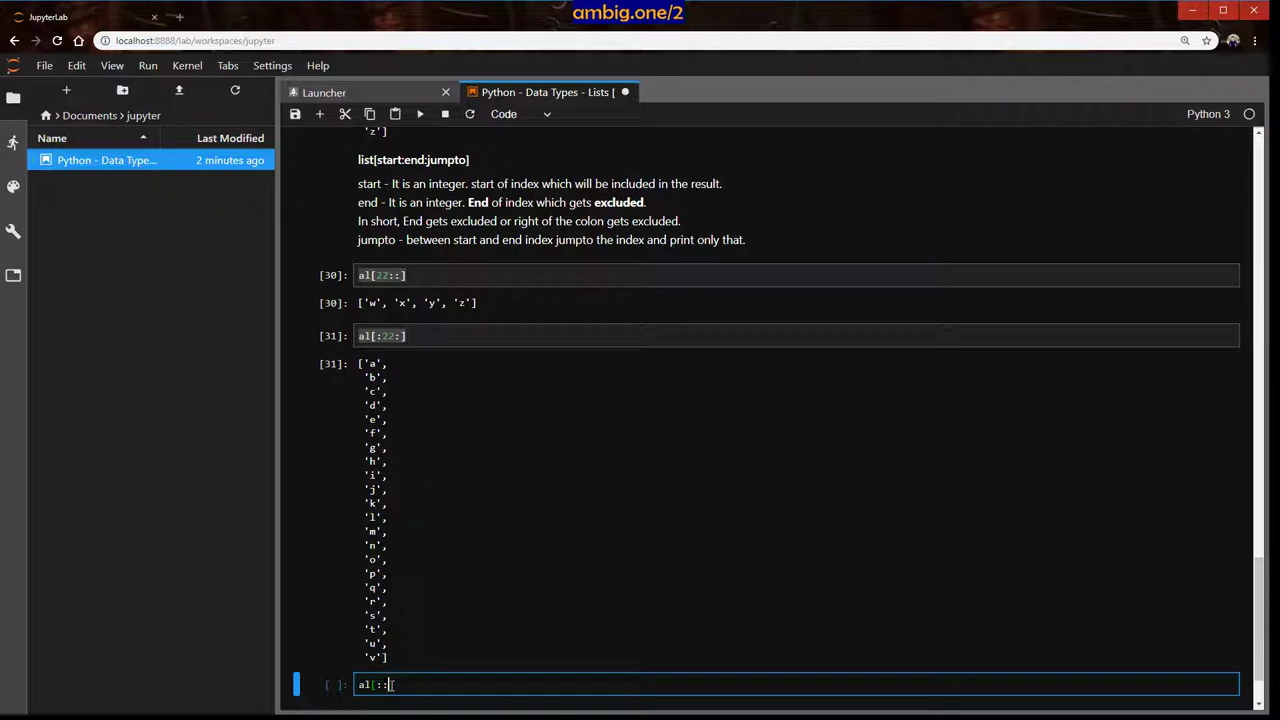 ambig.one/2
JupyterLab
localhost:8888/lab/workspaces/jupyter
File Edit View Run Kernel Tabs Settings Help
Launcher
Python - Data Types - Lists [
Code
Python 3
Documents jupyter
Name Last Modified
Python - Data Type... 2 minutes ago
'z']
list[start:end:jumpto]
start - It is an integer. start of index which will be included in the result.
end - It is an integer. End of index which gets excluded.
In short, End gets excluded or right of the colon gets excluded.
jumpto - between start and end index jumpto the index and print only that.
[30]: al[22::]
[30]: ['w', 'x', 'y', 'z']
[31]: al[:22:]
[31]: ['a',
'b',
'c',
'd',
'e',
'f',
'g',
'h',
'i',
'j',
'k',
'l',
'm',
'n',
'o',
'p',
'q',
'r',
's',
't',
'u',
'v']
[ ]: al[::